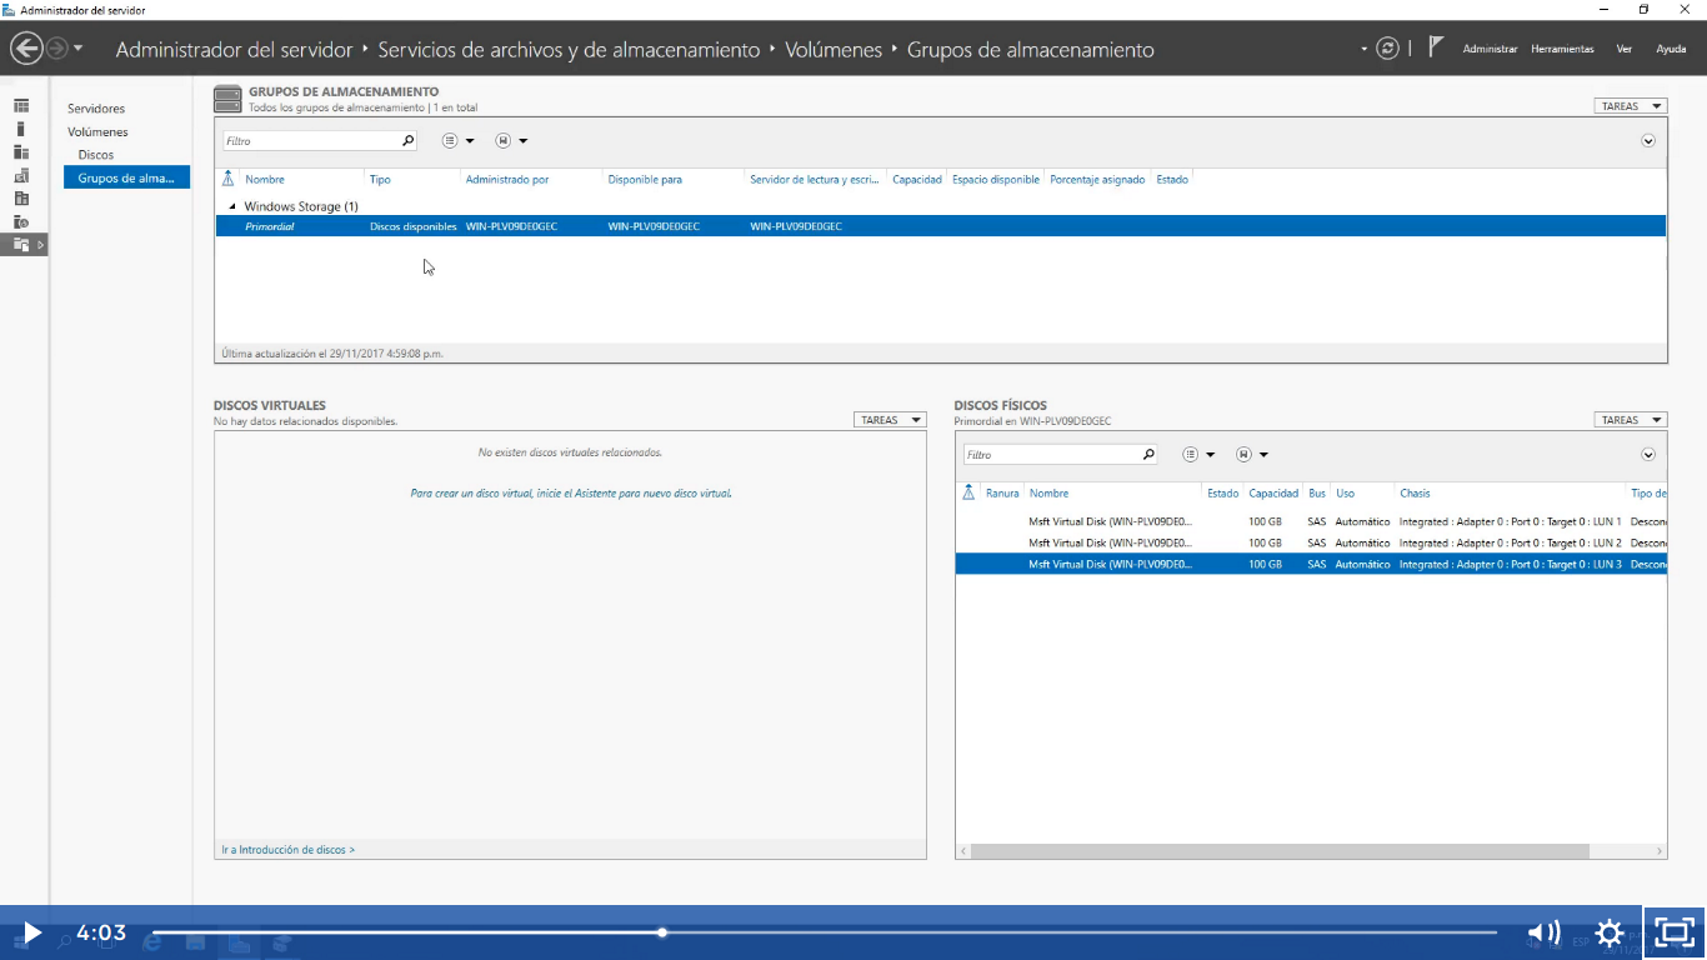 Administrador del servidor
Administrador del servidor ‣ Servicios de archivos y de almacenamiento ‣ Volúmenes ‣ Grupos de almacenamiento
Administrar Herramientas Ver Ayuda
Servidores
Volúmenes
Discos
Grupos de alma...
GRUPOS DE ALMACENAMIENTO
Todos los grupos de almacenamiento | 1 en total
TAREAS
Filtro
Nombre Tipo Administrado por Disponible para Servidor de lectura y escri... Capacidad Espacio disponible Porcentaje asignado Estado
Windows Storage (1)
Primordial Discos disponibles WIN-PLV09DE0GEC WIN-PLV09DE0GEC WIN-PLV09DE0GEC
Última actualización el 29/11/2017 4:59:08 p.m.
DISCOS VIRTUALES
No hay datos relacionados disponibles.
TAREAS
No existen discos virtuales relacionados.
Para crear un disco virtual, inicie el Asistente para nuevo disco virtual.
Ir a Introducción de discos >
DISCOS FÍSICOS
Primordial en WIN-PLV09DE0GEC
TAREAS
Filtro
Ranura Nombre Estado Capacidad Bus Uso Chasis Tipo de
Msft Virtual Disk (WIN-PLV09DE0... 100 GB SAS Automático Integrated : Adapter 0 : Port 0 : Target 0 : LUN 1 Descon
Msft Virtual Disk (WIN-PLV09DE0... 100 GB SAS Automático Integrated : Adapter 0 : Port 0 : Target 0 : LUN 2 Descon
Msft Virtual Disk (WIN-PLV09DE0... 100 GB SAS Automático Integrated : Adapter 0 : Port 0 : Target 0 : LUN 3 Descon
4:03
ESP